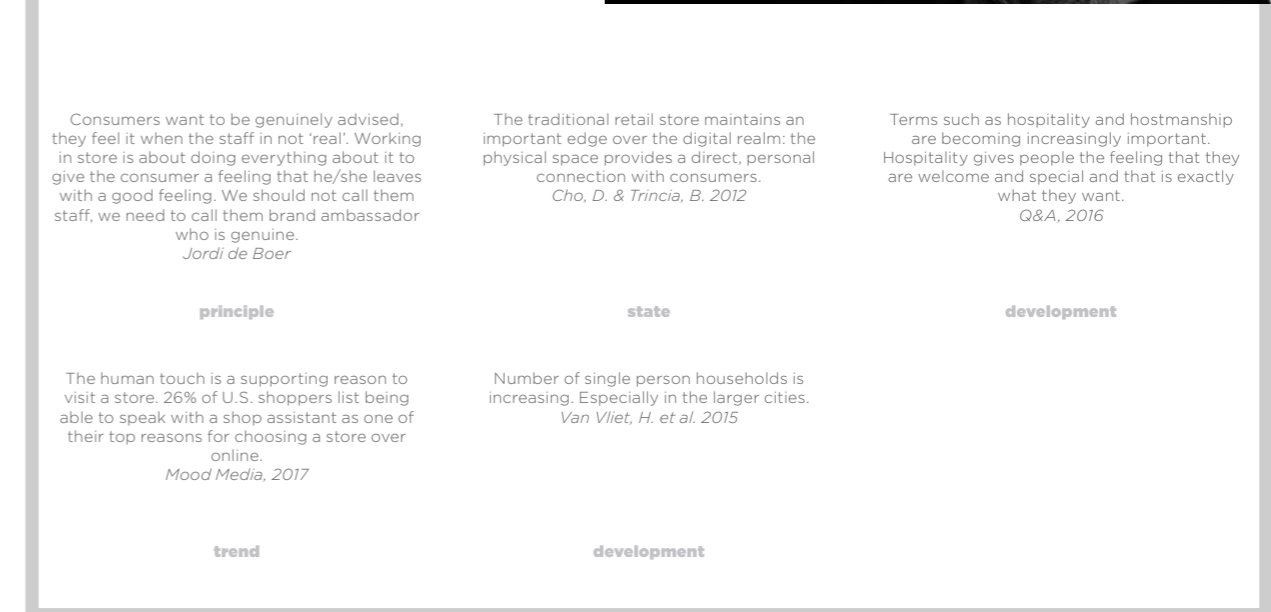 Consumers want to be genuinely advised,
they feel it when the staff in not ‘real’. Working
in store is about doing everything about it to
give the consumer a feeling that he/she leaves
with a good feeling. We should not call them
staff, we need to call them brand ambassador
who is genuine.
Jordi de Boer
principle
The traditional retail store maintains an
important edge over the digital realm: the
physical space provides a direct, personal
connection with consumers.
Cho, D. & Trincia, B. 2012
state
Terms such as hospitality and hostmanship
are becoming increasingly important.
Hospitality gives people the feeling that they
are welcome and special and that is exactly
what they want.
Q&A, 2016
development
The human touch is a supporting reason to
visit a store. 26% of U.S. shoppers list being
able to speak with a shop assistant as one of
their top reasons for choosing a store over
online.
Mood Media, 2017
trend
Number of single person households is
increasing. Especially in the larger cities.
Van Vliet, H. et al. 2015
development